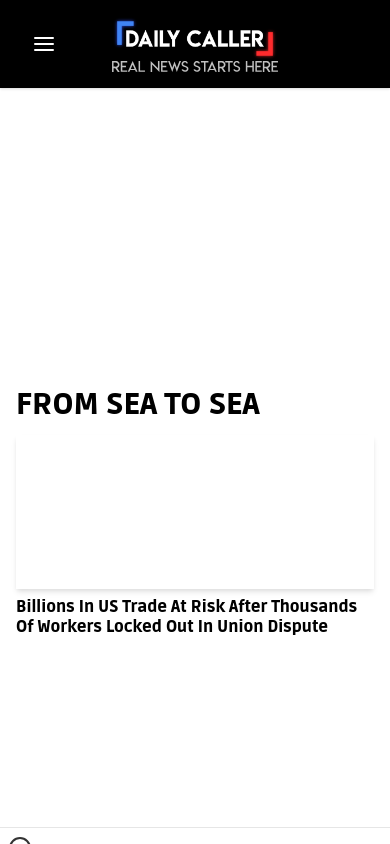 DAILY CALLER
REAL NEWS STARTS HERE
FROM SEA TO SEA
Billions In US Trade At Risk After Thousands
Of Workers Locked Out In Union Dispute